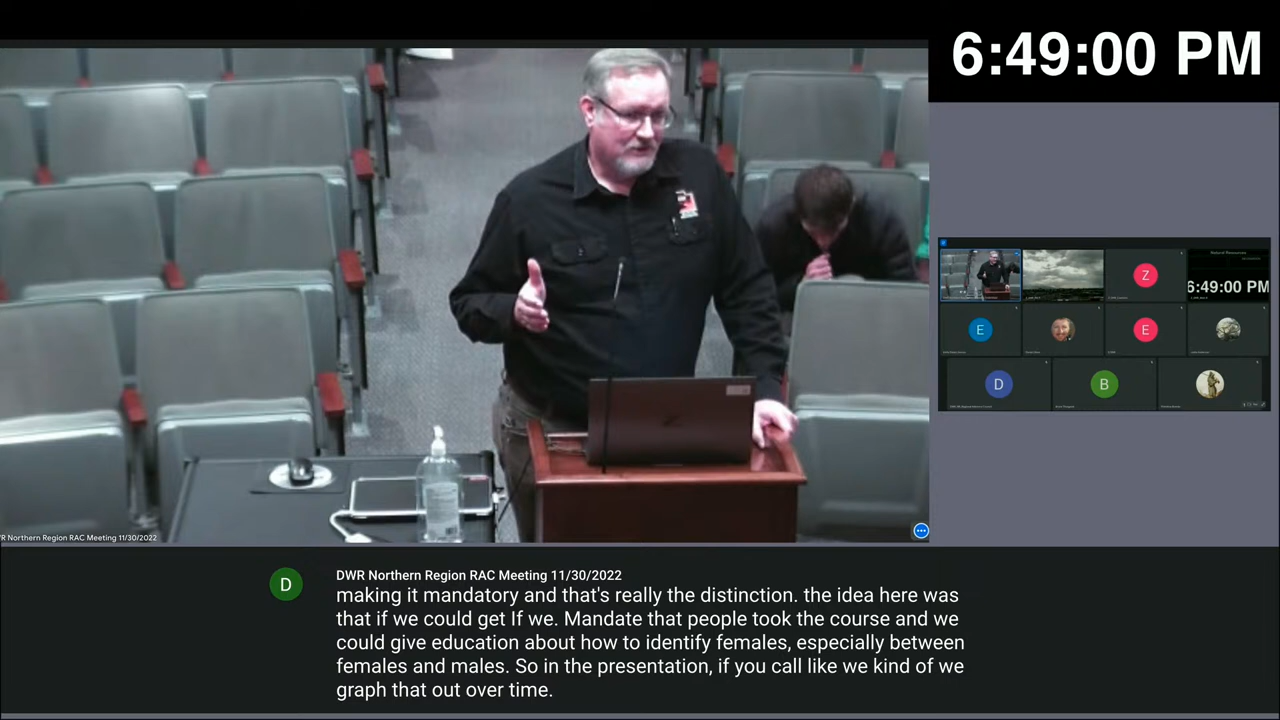 6:49:00 PM
Natural Resources
6:49:00 PM
Z
E
E
D
B
R Northern Region RAC Meeting 11/30/2022
D
DWR Northern Region RAC Meeting 11/30/2022
making it mandatory and that's really the distinction. the idea here was
that if we could get If we. Mandate that people took the course and we
could give education about how to identify females, especially between
females and males. So in the presentation, if you call like we kind of we
graph that out over time.